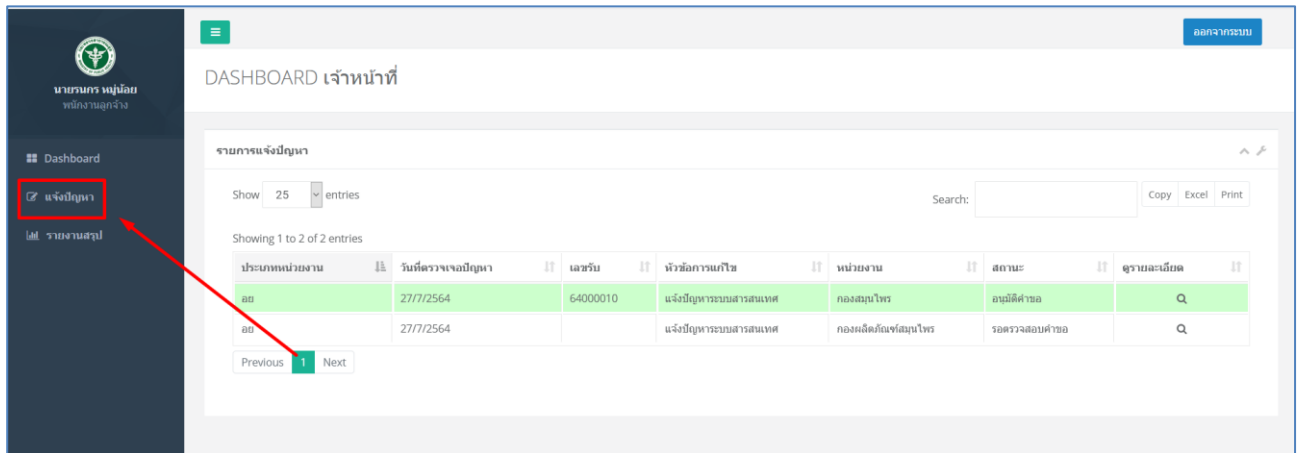 ออกจากระบบ
นายรนกร หมู่น้อย
พนักงานลูกจ้าง
DASHBOARD เจ้าหน้าที่
Dashboard
แจ้งปัญหา
รายงานสรุป
รายการแจ้งปัญหา
Show 25 entries
Search:
Copy Excel Print
Showing 1 to 2 of 2 entries
ประเภทหน่วยงาน วันที่ตรวจเจอปัญหา เลขรับ หัวข้อการแก้ไข หน่วยงาน สถานะ ดูรายละเอียด
อย 27/7/2564 64000010 แจ้งปัญหาระบบสารสนเทศ กองสมุนไพร อนุมัติคำขอ
อย 27/7/2564 แจ้งปัญหาระบบสารสนเทศ กองผลิตภัณฑ์สมุนไพร รอตรวจสอบคำขอ
Previous 1 Next